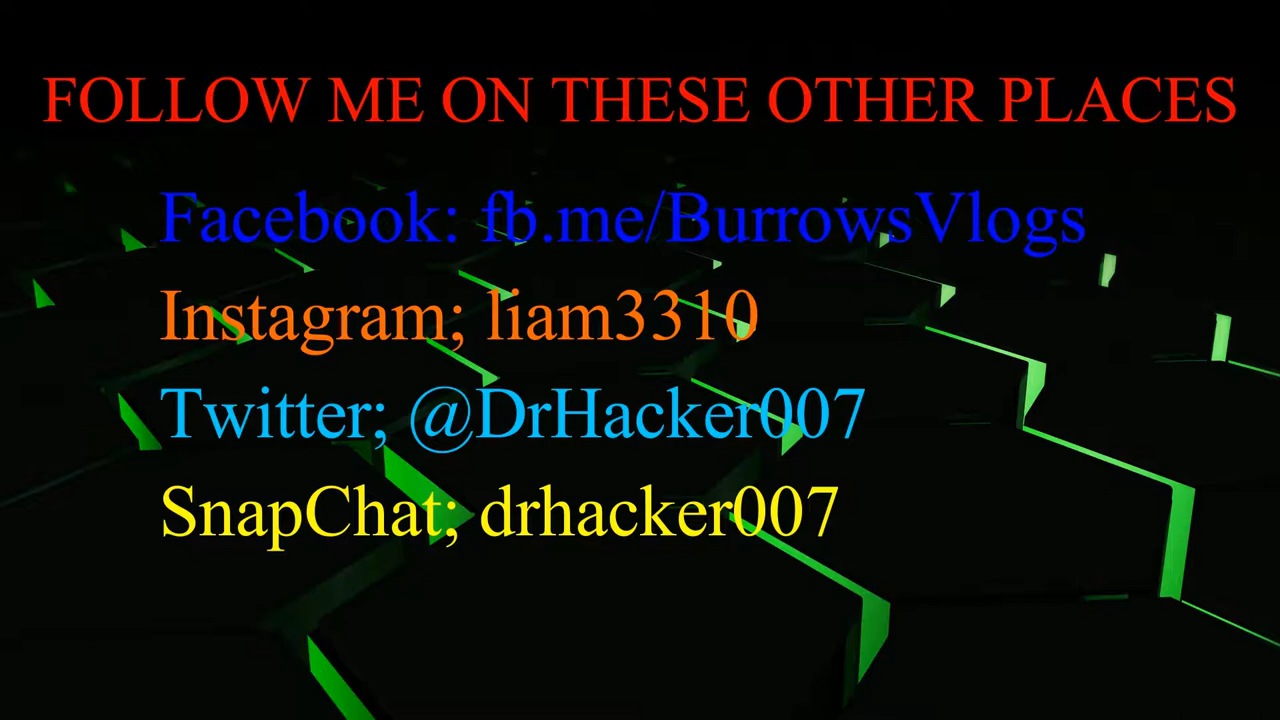 FOLLOW ME ON THESE OTHER PLACES
Facebook: fb.me/BurrowsVlogs
Instagram; liam3310
Twitter; @DrHacker007
SnapChat; drhacker007